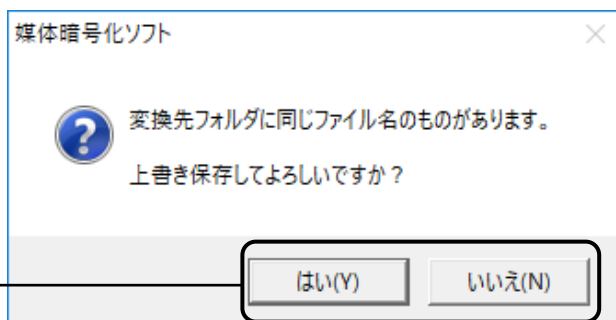 媒体暗号化ソフト
変換先フォルダに同じファイル名のものがあります。
上書き保存してよろしいですか？
はい(Y)
いいえ(N)